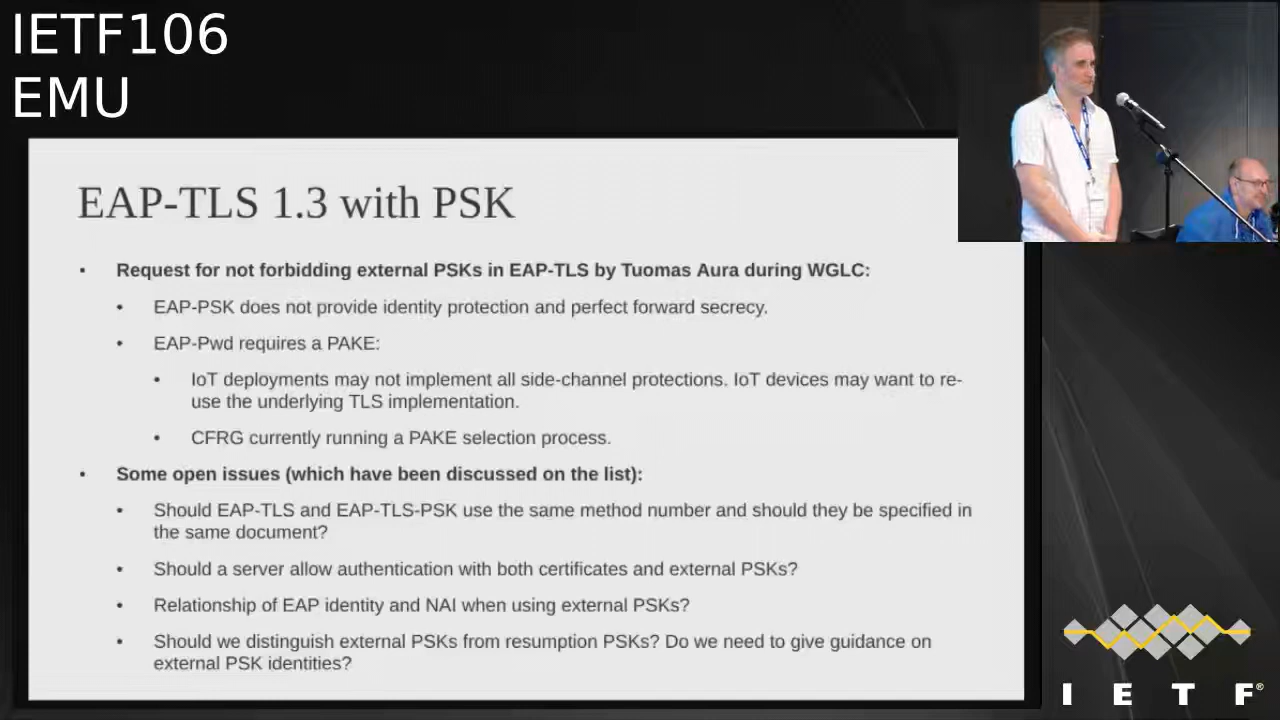 IETF106
EMU
EAP-TLS 1.3 with PSK
• Request for not forbidding external PSKs in EAP-TLS by Tuomas Aura during WGLC:
• EAP-PSK does not provide identity protection and perfect forward secrecy.
• EAP-Pwd requires a PAKE:
• IoT deployments may not implement all side-channel protections. IoT devices may want to re-
use the underlying TLS implementation.
• CFRG currently running a PAKE selection process.
• Some open issues (which have been discussed on the list):
• Should EAP-TLS and EAP-TLS-PSK use the same method number and should they be specified in
the same document?
• Should a server allow authentication with both certificates and external PSKs?
• Relationship of EAP identity and NAI when using external PSKs?
• Should we distinguish external PSKs from resumption PSKs? Do we need to give guidance on
external PSK identities?
I E T F®